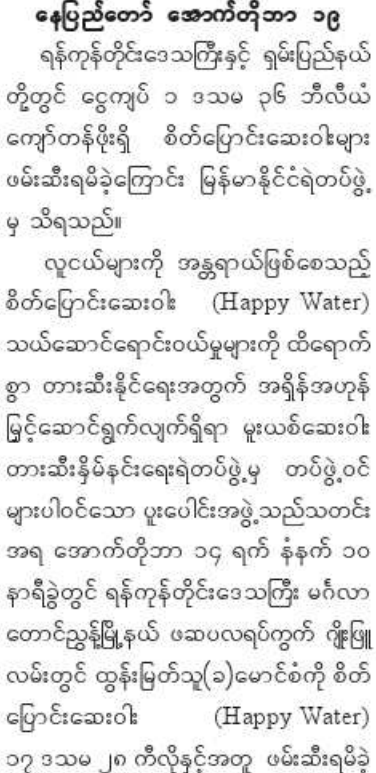 နေပြည်တော် အောက်တိုဘာ ၁၉
ရန်ကုန်တိုင်းဒေသကြီးနှင့် ရှမ်းပြည်နယ်
တို့တွင် ငွေကျပ် ၁ ဒသမ ၃၆ ဘီလီယံ
ကျော်တန်ဖိုးရှိ စိတ်ပြောင်းဆေးဝါးများ
ဖမ်းဆီးရမိခဲ့ကြောင်း မြန်မာနိုင်ငံရဲတပ်ဖွဲ့
မှ သိရသည်။
လူငယ်များကို အန္တရာယ်ဖြစ်စေသည့်
စိတ်ပြောင်းဆေးဝါး (Happy Water)
သယ်ဆောင်ရောင်းဝယ်မှုများကို ထိရောက်
စွာ တားဆီးနိုင်ရေးအတွက် အရှိန်အဟုန်
မြှင့်ဆောင်ရွက်လျက်ရှိရာ မူးယစ်ဆေးဝါး
တားဆီးနှိမ်နင်းရေးရဲတပ်ဖွဲ့မှ တပ်ဖွဲ့ဝင်
များပါဝင်သော ပူးပေါင်းအဖွဲ့သည်သတင်း
အရ အောက်တိုဘာ ၁၄ ရက် နံနက် ၁၀
နာရီခွဲတွင် ရန်ကုန်တိုင်းဒေသကြီး မင်္ဂလာ
တောင်ညွန့်မြို့နယ် ဖဆပလရပ်ကွက် ဂျိုးဖြူ
လမ်းတွင် ထွန်းမြတ်သူ(ခ)မောင်စံကို စိတ်
ပြောင်းဆေးဝါး (Happy Water)
၁၇ ဒသမ ၂၈ ကီလိုနှင့်အတူ ဖမ်းဆီးရမိခဲ့